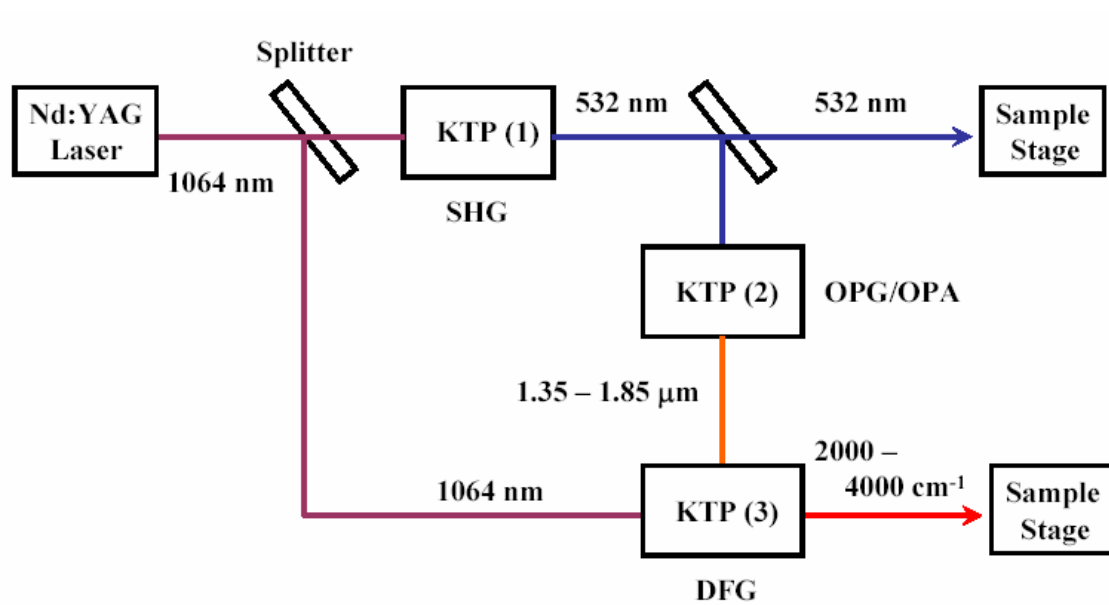 Splitter
Nd:YAG
Laser
1064 nm
KTP (1)
SHG
532 nm
532 nm
Sample
Stage
KTP (2)
OPG/OPA
1.35 – 1.85 μm
1064 nm
KTP (3)
DFG
2000 –
4000 cm⁻¹
Sample
Stage